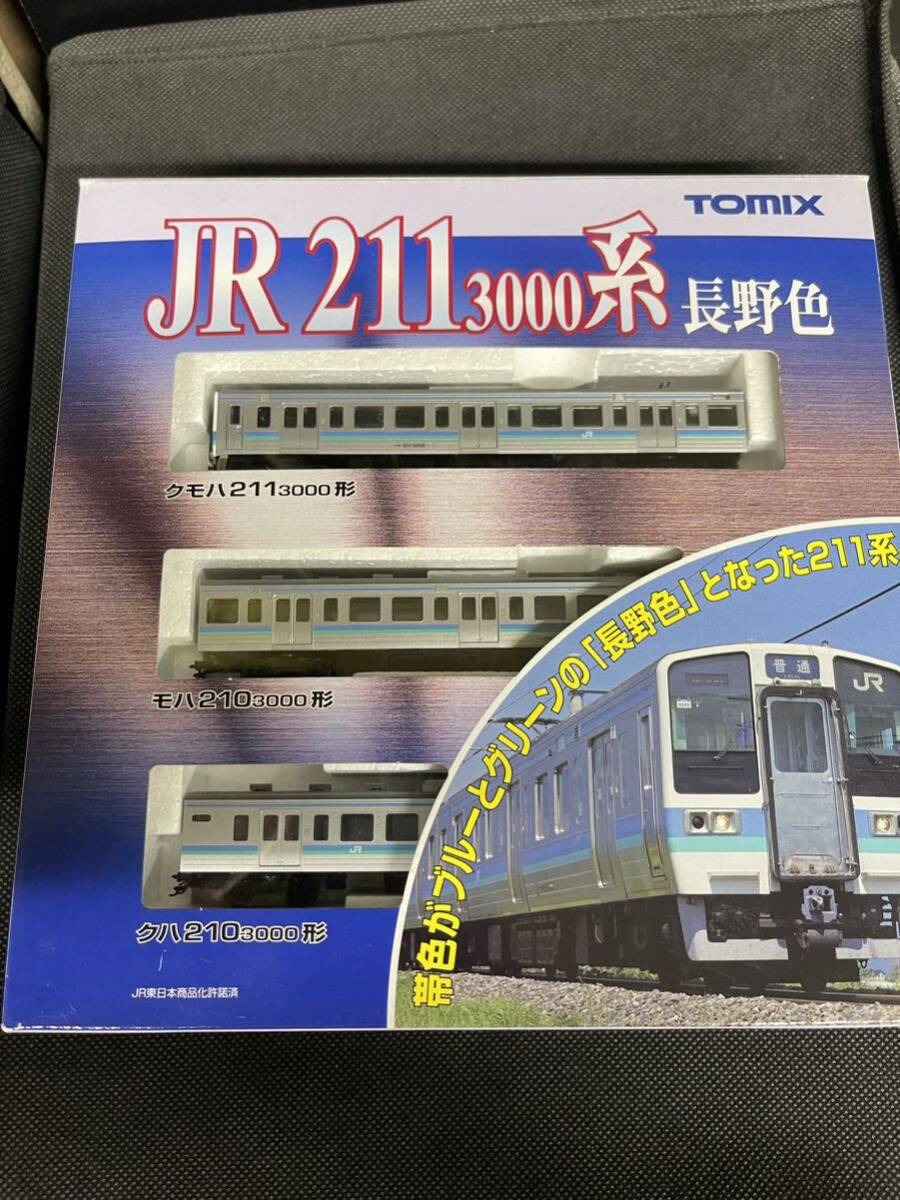 TOMIX
JR 211 3000系 長野色
JR
クモハ211 3000形
モハ210 3000形
JR
クハ210 3000形
帯色がブルーとグリーンの「長野色」となった211系
普通
JR
JR東日本商品化許諾済